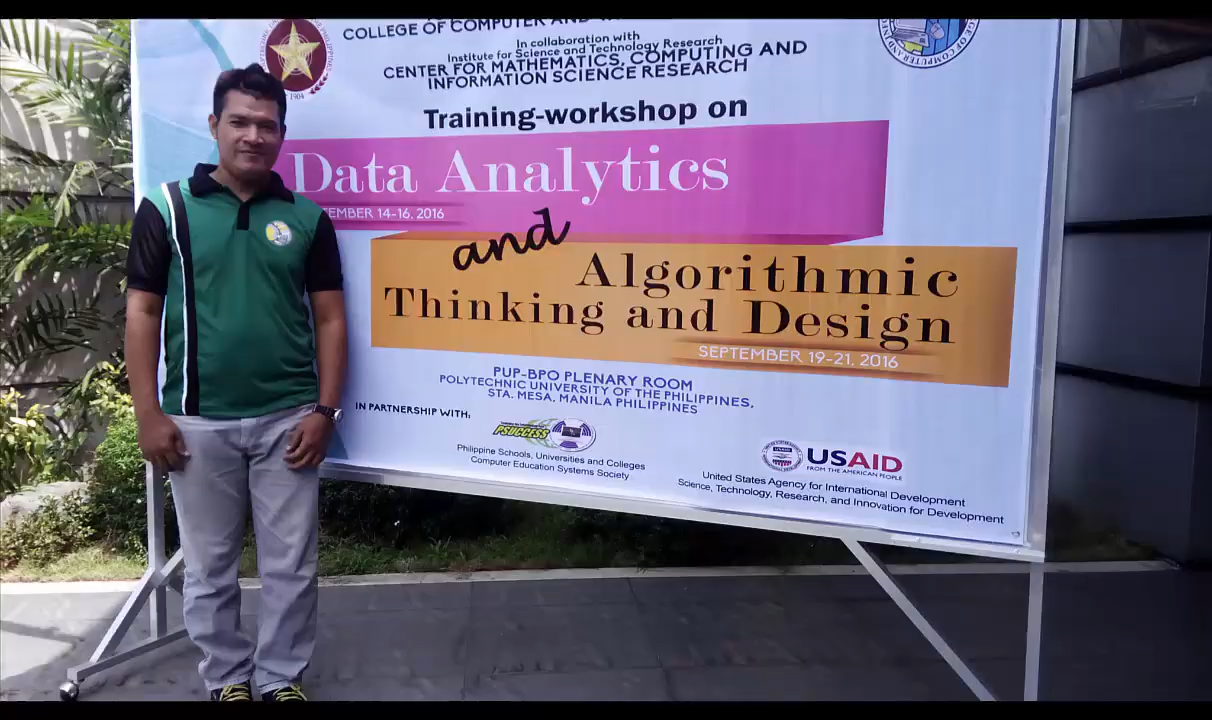 COLLEGE OF COMPUTER AND
In collaboration with
Institute for Science and Technology Research
CENTER FOR MATHEMATICS, COMPUTING AND
INFORMATION SCIENCE RESEARCH
1904
Training-workshop on
Data Analytics
TEMBER 14-16, 2016
and
Algorithmic
Thinking and Design
SEPTEMBER 19-21, 2016
PUP-BPO PLENARY ROOM
POLYTECHNIC UNIVERSITY OF THE PHILIPPINES,
STA. MESA, MANILA PHILIPPINES
IN PARTNERSHIP WITH:
PSUCCESS
Philippine Schools, Universities and Colleges
Computer Education Systems Society
USAID
FROM THE AMERICAN PEOPLE
United States Agency for International Development
Science, Technology, Research, and Innovation for Development